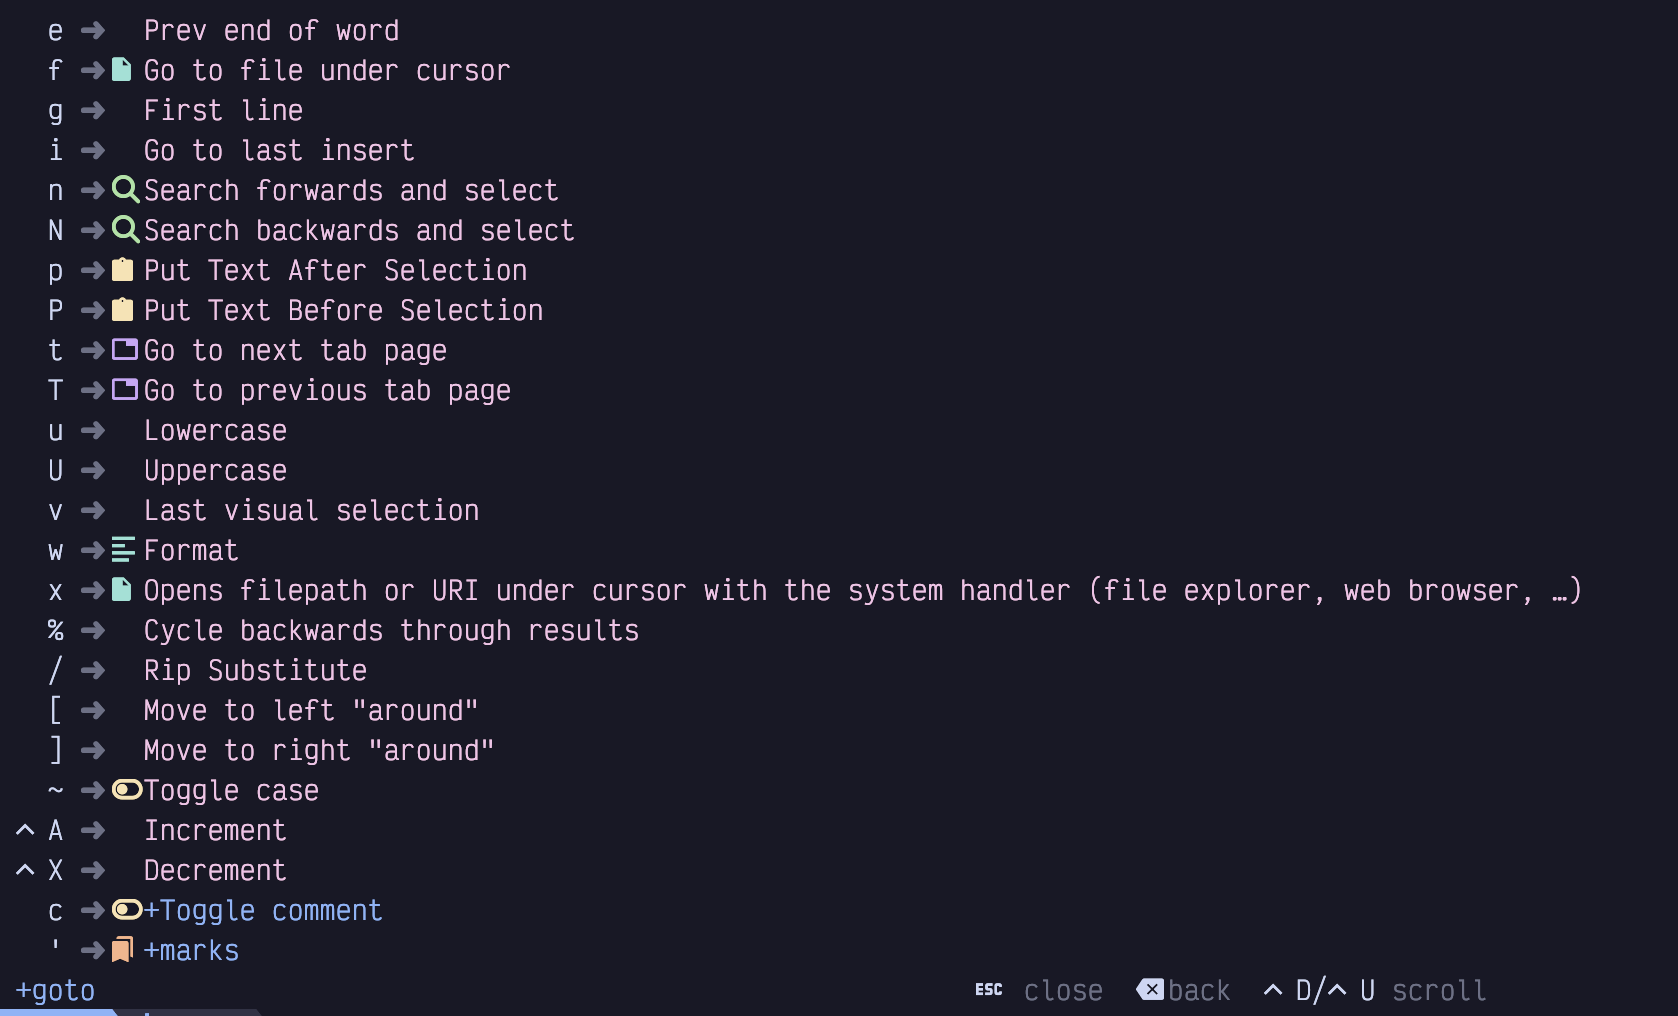 e ➜ Prev end of word
f ➜ Go to file under cursor
g ➜ First line
i ➜ Go to last insert
n ➜ Search forwards and select
N ➜ Search backwards and select
p ➜ Put Text After Selection
P ➜ Put Text Before Selection
t ➜ Go to next tab page
T ➜ Go to previous tab page
u ➜ Lowercase
U ➜ Uppercase
v ➜ Last visual selection
w ➜ Format
x ➜ Opens filepath or URI under cursor with the system handler (file explorer, web browser, …)
% ➜ Cycle backwards through results
/ ➜ Rip Substitute
[ ➜ Move to left "around"
] ➜ Move to right "around"
~ ➜ Toggle case
^ A ➜ Increment
^ X ➜ Decrement
c ➜ +Toggle comment
' ➜ +marks
+goto ESC close back ^ D/^ U scroll